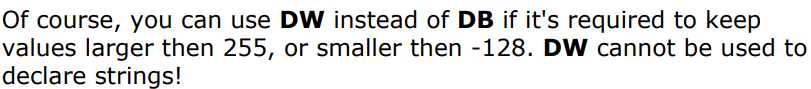 Of course, you can use DW instead of DB if it's required to keep
values larger then 255, or smaller then -128. DW cannot be used to
declare strings!